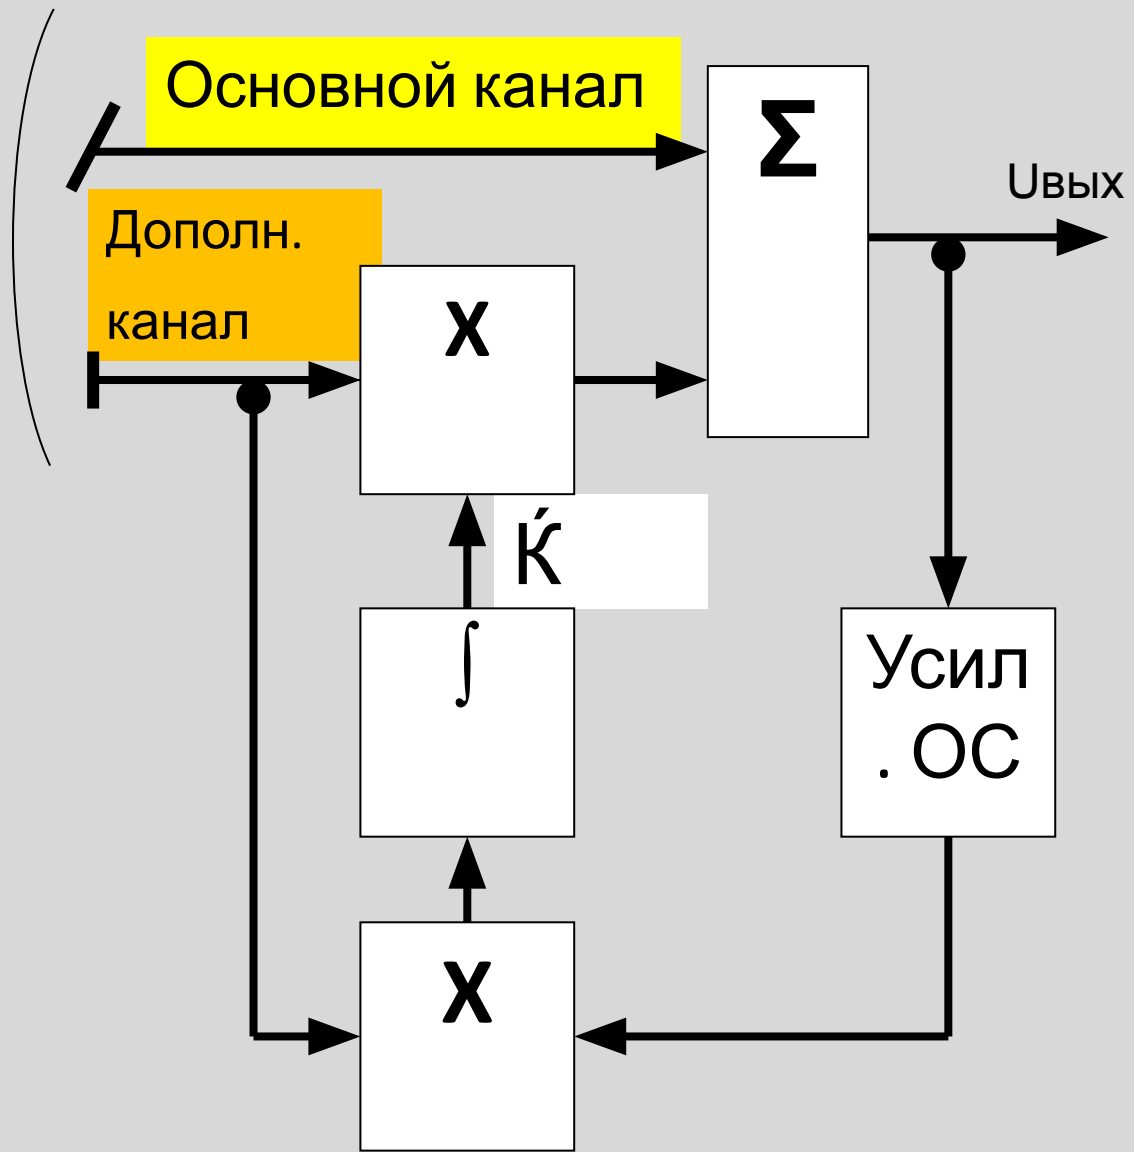 Основной канал
Σ
Uвых
Дополн.
канал
X
Ḱ
∫
Усил
. ОС
X